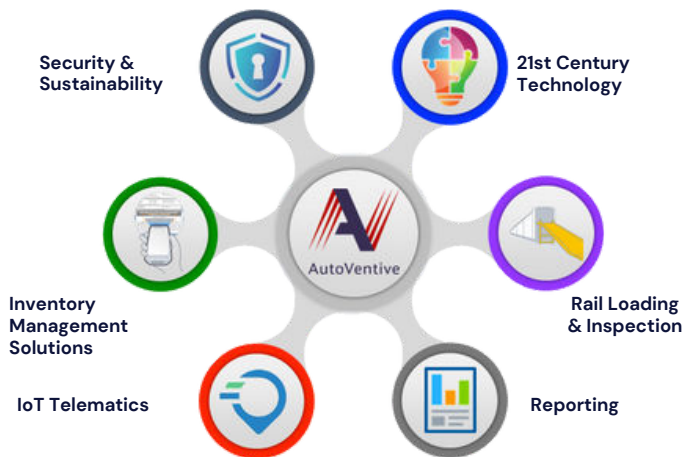 Security &
Sustainability
21st Century
Technology
AutoVentive
Inventory
Management
Solutions
Rail Loading
& Inspection
IoT Telematics
Reporting